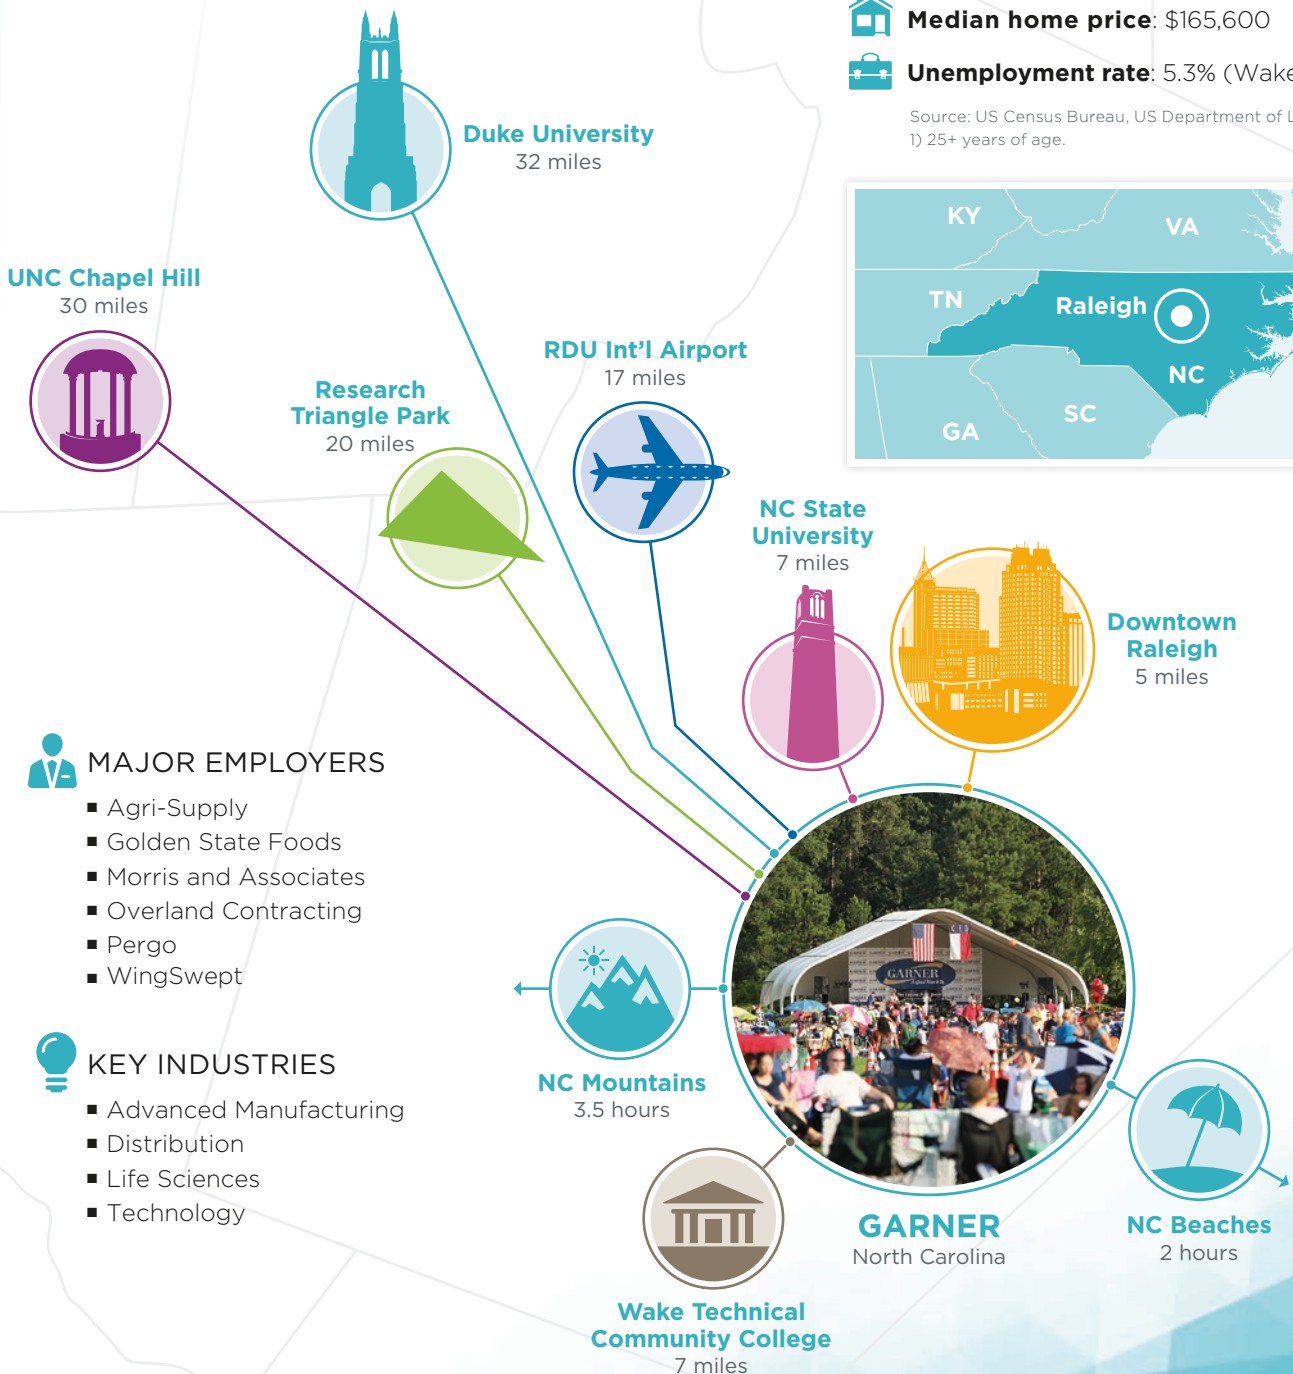 Median home price: $165,600
Unemployment rate: 5.3% (Wake
Source: US Census Bureau, US Department of L
1) 25+ years of age.
Duke University
32 miles
KY
VA
TN
Raleigh
NC
SC
GA
UNC Chapel Hill
30 miles
RDU Int'l Airport
17 miles
Research
Triangle Park
20 miles
NC State
University
7 miles
Downtown
Raleigh
5 miles
MAJOR EMPLOYERS
▪ Agri-Supply
▪ Golden State Foods
▪ Morris and Associates
▪ Overland Contracting
▪ Pergo
▪ WingSwept
GARNER
KEY INDUSTRIES
▪ Advanced Manufacturing
▪ Distribution
▪ Life Sciences
▪ Technology
NC Mountains
3.5 hours
GARNER
North Carolina
NC Beaches
2 hours
Wake Technical
Community College
7 miles